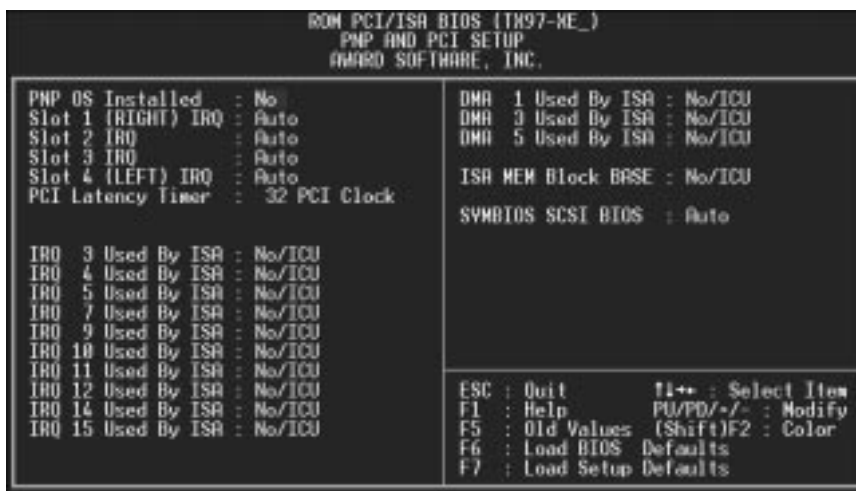 ROM PCI/ISA BIOS (TX97-XE_)
PNP AND PCI SETUP
AWARD SOFTWARE, INC.
PNP OS Installed : No
Slot 1 (RIGHT) IRQ : Auto
Slot 2 IRQ : Auto
Slot 3 IRQ : Auto
Slot 4 (LEFT) IRQ : Auto
PCI Latency Timer : 32 PCI Clock
IRQ 3 Used By ISA : No/ICU
IRQ 4 Used By ISA : No/ICU
IRQ 5 Used By ISA : No/ICU
IRQ 7 Used By ISA : No/ICU
IRQ 9 Used By ISA : No/ICU
IRQ 10 Used By ISA : No/ICU
IRQ 11 Used By ISA : No/ICU
IRQ 12 Used By ISA : No/ICU
IRQ 14 Used By ISA : No/ICU
IRQ 15 Used By ISA : No/ICU
DMA 1 Used By ISA : No/ICU
DMA 3 Used By ISA : No/ICU
DMA 5 Used By ISA : No/ICU
ISA MEM Block BASE : No/ICU
SYMBIOS SCSI BIOS : Auto
ESC : Quit ↑↓→← : Select Item
F1 : Help PU/PD/+/- : Modify
F5 : Old Values (Shift)F2 : Color
F6 : Load BIOS Defaults
F7 : Load Setup Defaults